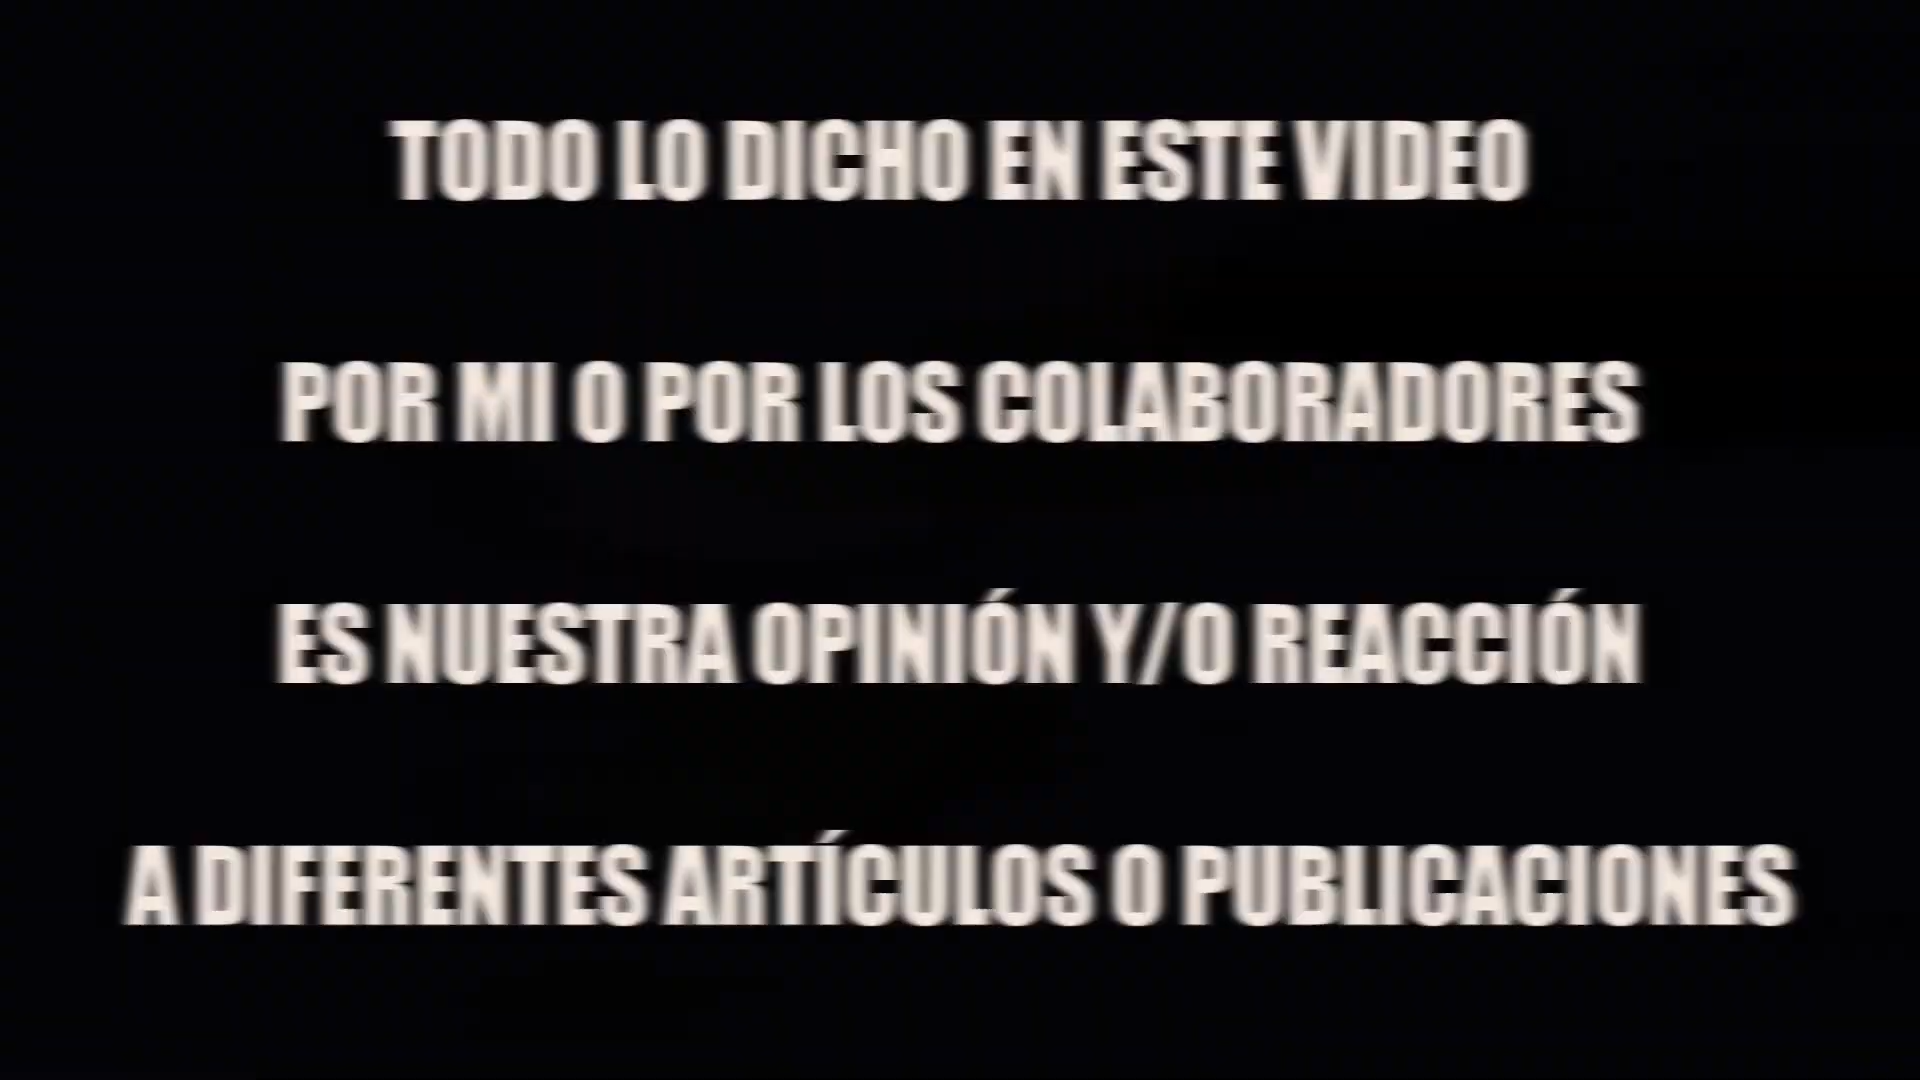 TODO LO DICHO EN ESTE VIDEO
POR MI O POR LOS COLABORADORES
ES NUESTRA OPINIÓN Y/O REACCIÓN
A DIFERENTES ARTÍCULOS O PUBLICACIONES